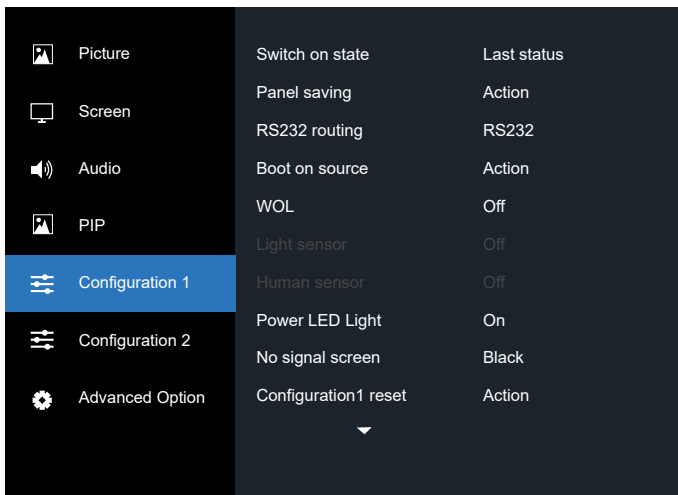 Picture
Screen
Audio
PIP
Configuration 1
Configuration 2
Advanced Option
Switch on state Last status
Panel saving Action
RS232 routing RS232
Boot on source Action
WOL Off
Light sensor Off
Human sensor Off
Power LED Light On
No signal screen Black
Configuration1 reset Action